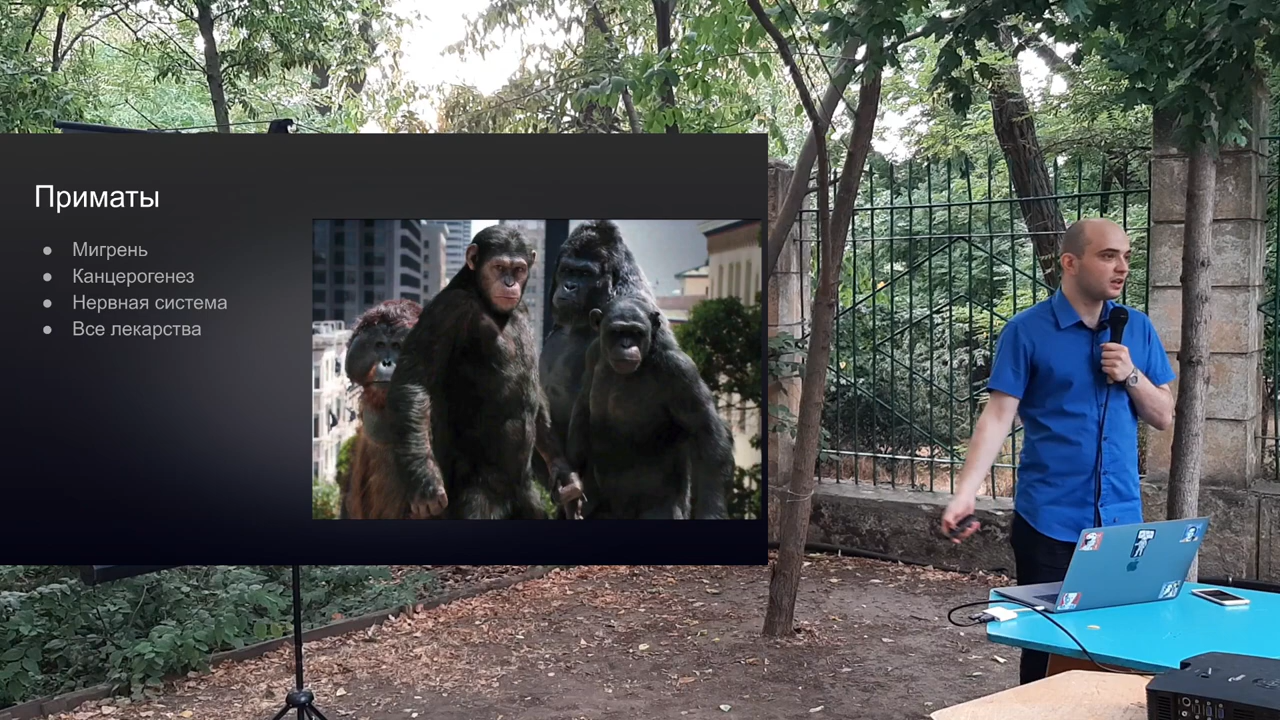 Приматы
Мигрень
Канцерогенез
Нервная система
Все лекарства